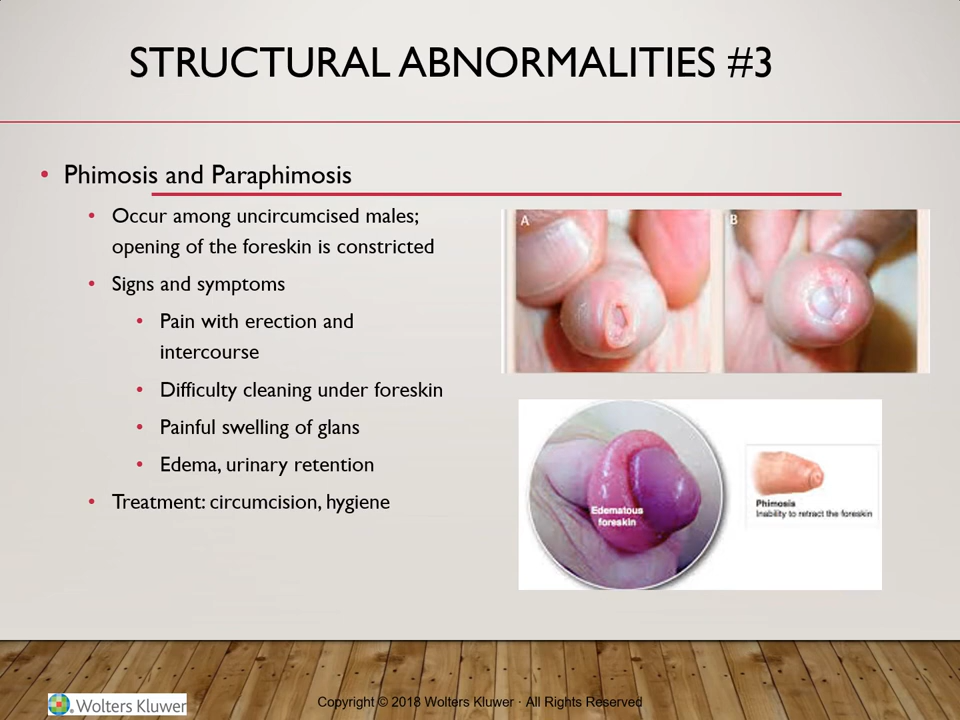 STRUCTURAL ABNORMALITIES #3
• Phimosis and Paraphimosis
• Occur among uncircumcised males;
opening of the foreskin is constricted
• Signs and symptoms
• Pain with erection and
intercourse
• Difficulty cleaning under foreskin
• Painful swelling of glans
• Edema, urinary retention
• Treatment: circumcision, hygiene
A
B
Edematous
foreskin
Phimosis
Inability to retract the foreskin
Wolters Kluwer
Copyright © 2018 Wolters Kluwer · All Rights Reserved